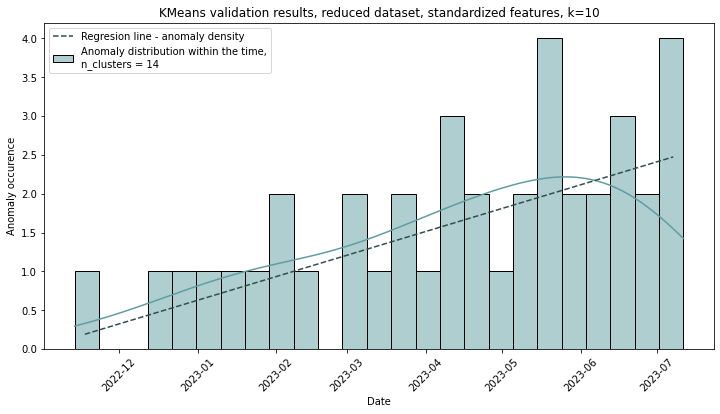 KMeans validation results, reduced dataset, standardized features, k=10
Regresion line - anomaly density
Anomaly distribution within the time,
n_clusters = 14
Anomaly occurence
4.0
3.5
3.0
2.5
2.0
1.5
1.0
0.5
0.0
2022-12
2023-01
2023-02
2023-03
2023-04
2023-05
2023-06
2023-07
Date